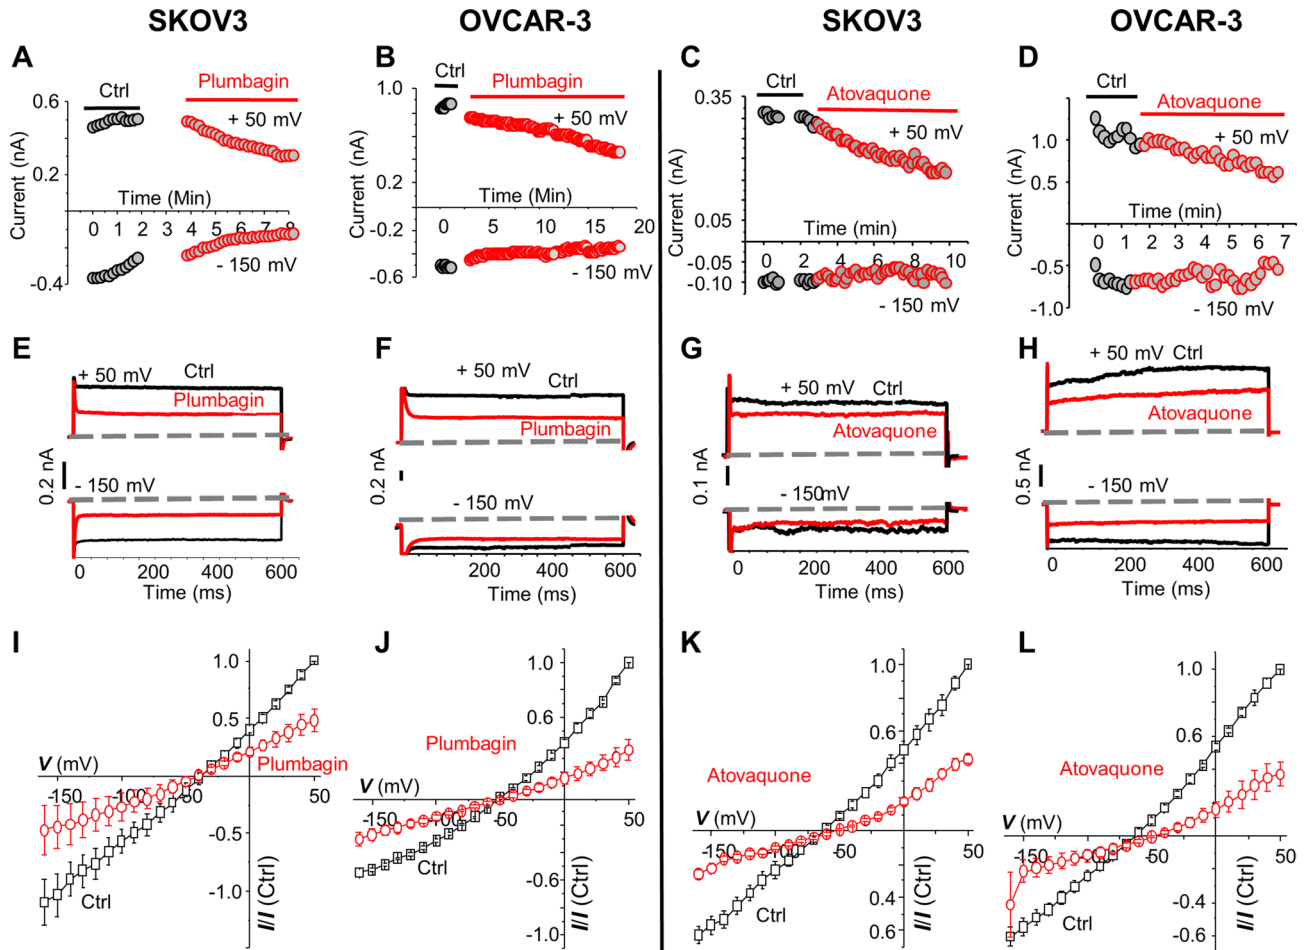 SKOV3
OVCAR-3
SKOV3
OVCAR-3
A
Ctrl
Plumbagin
0.6
+ 50 mV
0.2
Current (nA)
Time (Min)
0 1 2 3 4 5 6 7 8
-0.4
- 150 mV
B
Ctrl
Plumbagin
1.0
+ 50 mV
0.6
0.2
Current (nA)
Time (Min)
0 5 10 15 20
-0.2
-0.6
- 150 mV
C
Ctrl
Atovaquone
0.35
+ 50 mV
Current (nA)
0.05
Time (min)
0 2 4 6 8 10
-0.05
-0.10
- 150 mV
D
Ctrl
Atovaquone
+ 50 mV
1.0
0.5
Current (nA)
Time (min)
0 1 2 3 4 5 6 7
-0.5
-1.0
- 150 mV
E
+ 50 mV
Ctrl
Plumbagin
0.2 nA
- 150 mV
0 200 400 600
Time (ms)
F
+ 50 mV
Ctrl
Plumbagin
0.2 nA
- 150 mV
200 400 600
Time (ms)
G
+ 50 mV
Ctrl
Atovaquone
0.1 nA
- 150mV
0 200 400 600
Time (ms)
H
+ 50 mV Ctrl
Atovaquone
0.5 nA
- 150 mV
0 200 400 600
Time (ms)
I
1.0
0.5
V (mV)
Plumbagin
-150 -100 -50 50
-0.5
-1.0
Ctrl
I/I (Ctrl)
J
1.0
0.6
Plumbagin
0.2
V (mV)
-150 -100 -50 50
Ctrl
-0.6
-1.0
I/I (Ctrl)
K
1.0
0.6
Atovaquone
V (mV)
-150 -50 50
Ctrl
0.4
0.6
I/I (Ctrl)
L
1.0
0.6
Atovaquone
0.2
V (mV)
-150 -100 -50 50
Ctrl
-0.6
I/I (Ctrl)